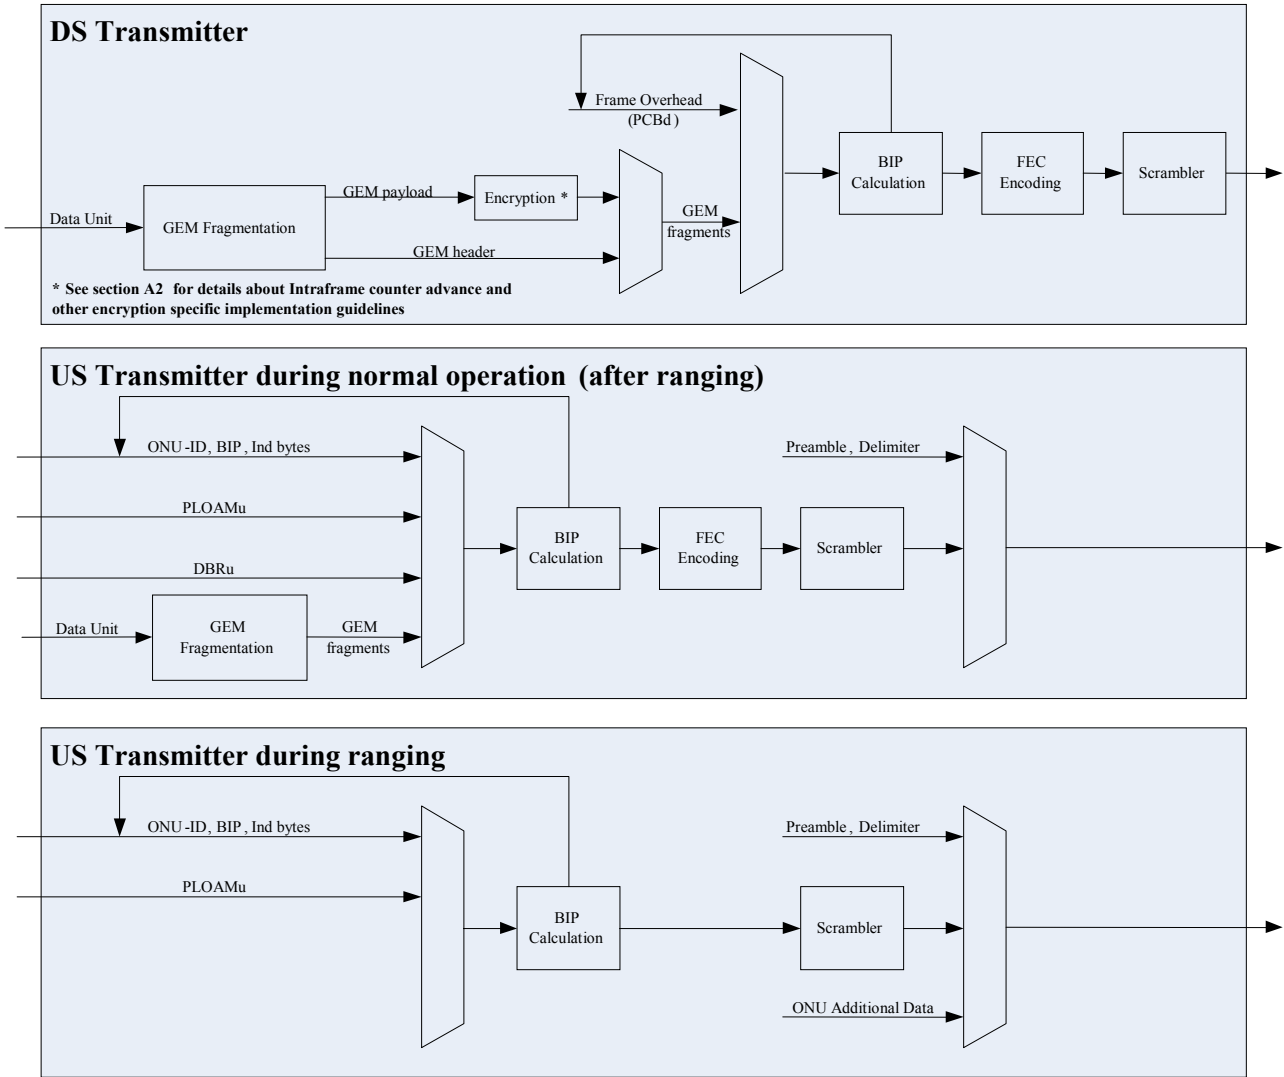 DS Transmitter
Frame Overhead
(PCBd )
BIP
Calculation
FEC
Encoding
Scrambler
Data Unit
GEM Fragmentation
GEM payload
Encryption *
GEM header
GEM
fragments
* See section A2 for details about Intraframe counter advance and
other encryption specific implementation guidelines
US Transmitter during normal operation (after ranging)
ONU -ID, BIP , Ind bytes
PLOAMu
DBRu
Data Unit
GEM
Fragmentation
GEM
fragments
BIP
Calculation
FEC
Encoding
Scrambler
Preamble , Delimiter
US Transmitter during ranging
ONU -ID, BIP , Ind bytes
PLOAMu
BIP
Calculation
Scrambler
Preamble , Delimiter
ONU Additional Data